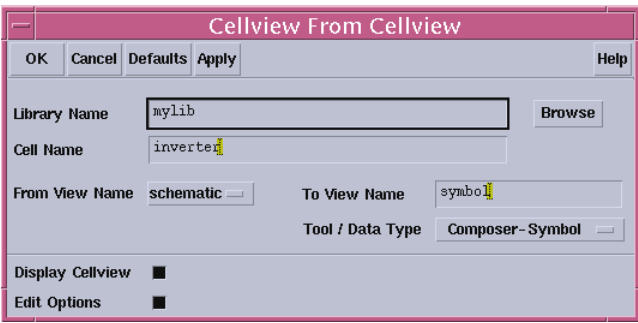 Cellview From Cellview
OK Cancel Defaults Apply Help
Library Name mylib Browse
Cell Name inverter
From View Name schematic To View Name symbol
Tool / Data Type Composer-Symbol
Display Cellview
Edit Options